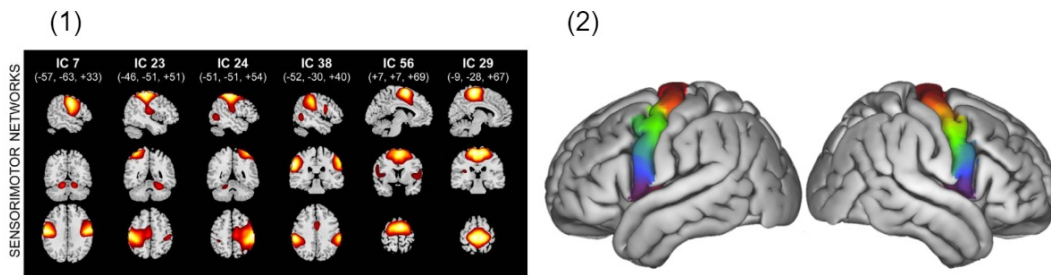 (1)
(2)
IC 7 IC 23 IC 24 IC 38 IC 56 IC 29
(-57, -63, +33) (-46, -51, +51) (-51, -51, +54) (-52, -30, +40) (+7, +7, +69) (-9, -28, +67)
SENSORIMOTOR NETWORKS